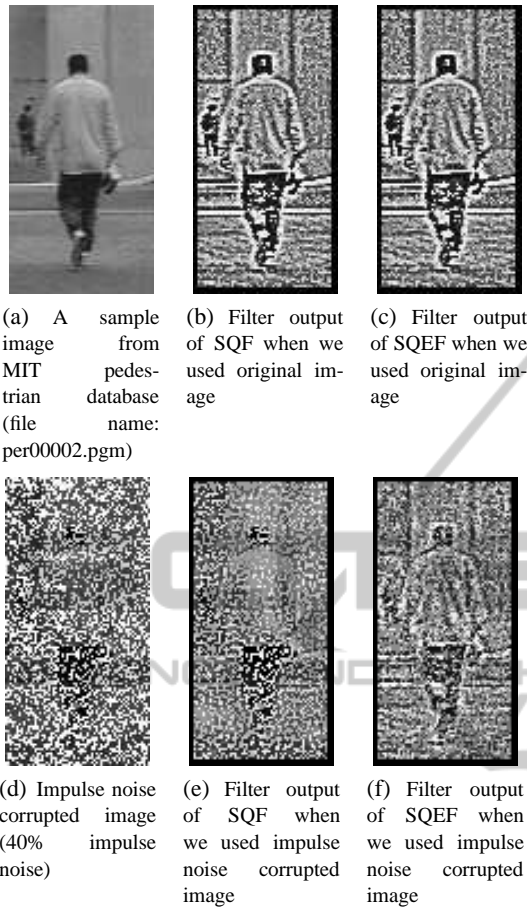 (a) A sample
image from
MIT pedes-
trian database
(file name:
per00002.pgm)
(b) Filter output
of SQF when we
used original im-
age
(c) Filter output
of SQEF when we
used original im-
age
(d) Impulse noise
corrupted image
(40% impulse
noise)
(e) Filter output
of SQF when
we used impulse
noise corrupted
image
(f) Filter output
of SQEF when
we used impulse
noise corrupted
image